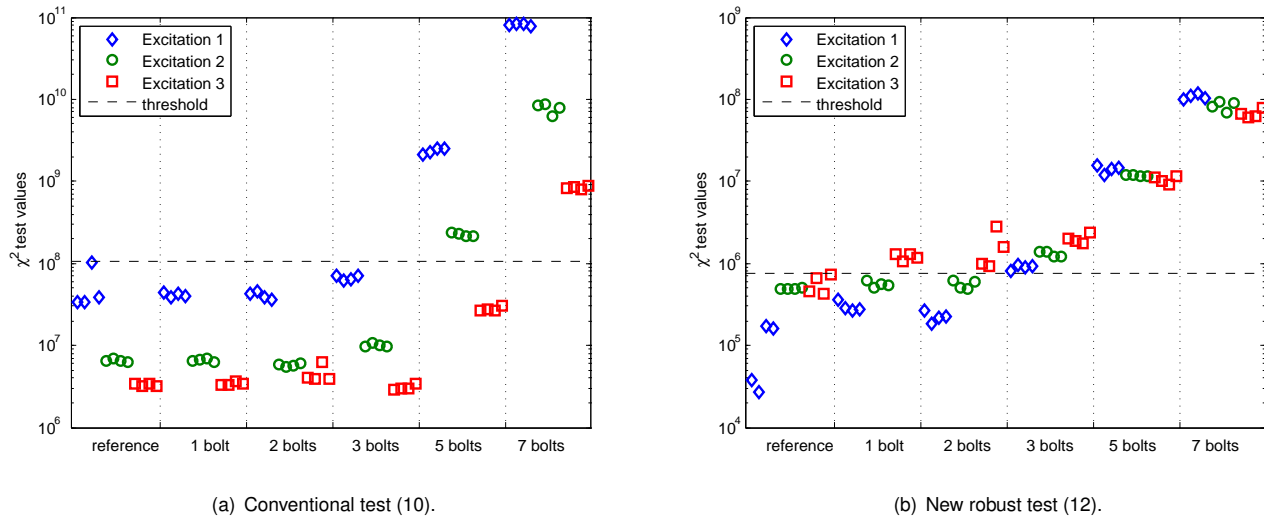 10^11
10^10
10^9
10^8
10^7
10^6
χ^2 test values
Excitation 1
Excitation 2
Excitation 3
threshold
reference 1 bolt 2 bolts 3 bolts 5 bolts 7 bolts
(a) Conventional test (10).
10^9
10^8
10^7
10^6
10^5
10^4
χ^2 test values
Excitation 1
Excitation 2
Excitation 3
threshold
reference 1 bolt 2 bolts 3 bolts 5 bolts 7 bolts
(b) New robust test (12).